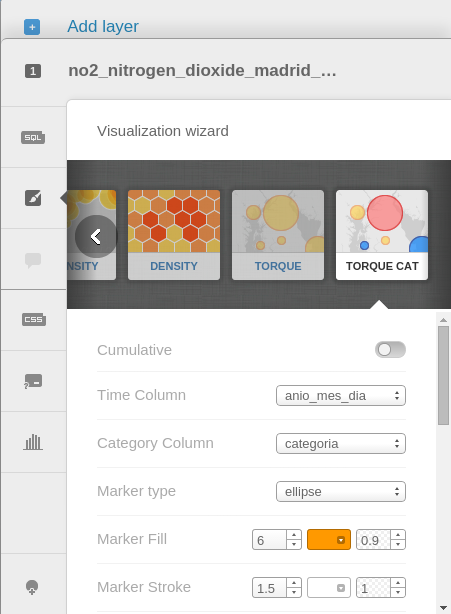 Add layer
1 no2_nitrogen_dioxide_madrid_...
Visualization wizard
SQL
NSITY DENSITY TORQUE TORQUE CAT
CSS
Cumulative
Time Column anio_mes_dia
Category Column categoria
Marker type ellipse
?
Marker Fill 6 0.9
Marker Stroke 1.5 1